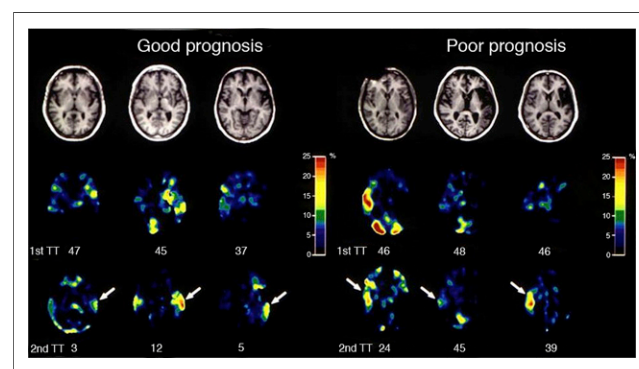 Good prognosis
Poor prognosis
25 %
20
15
10
5
0
25 %
20
15
10
5
0
1st TT 47 45 37
1st TT 46 48 46
2nd TT 3 12 5
2nd TT 24 45 39